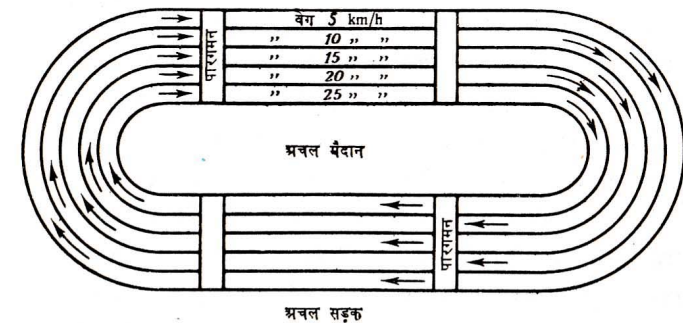 वेग 5 km/h
" 10 " "
" 15 " "
" 20 " "
" 25 " "
पारगमन
अचल मैदान
पारगमन
अचल सड़क